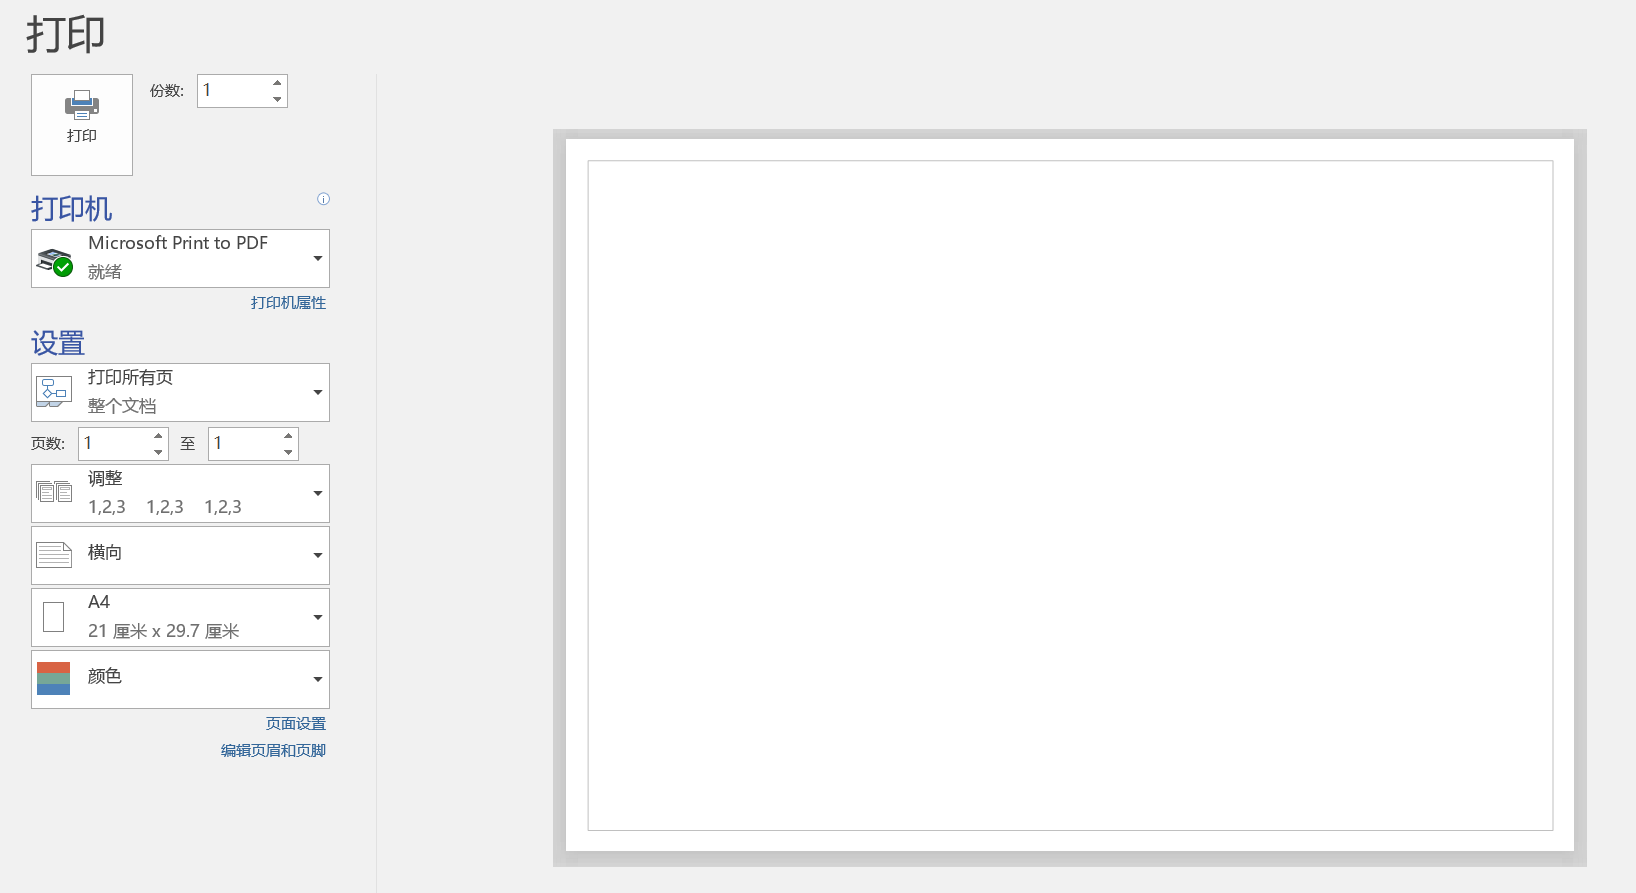 打印
打印
份数: 1
打印机
Microsoft Print to PDF
就绪
打印机属性
设置
打印所有页
整个文档
页数: 1 至 1
调整
1,2,3 1,2,3 1,2,3
横向
A4
21 厘米 x 29.7 厘米
颜色
页面设置
编辑页眉和页脚